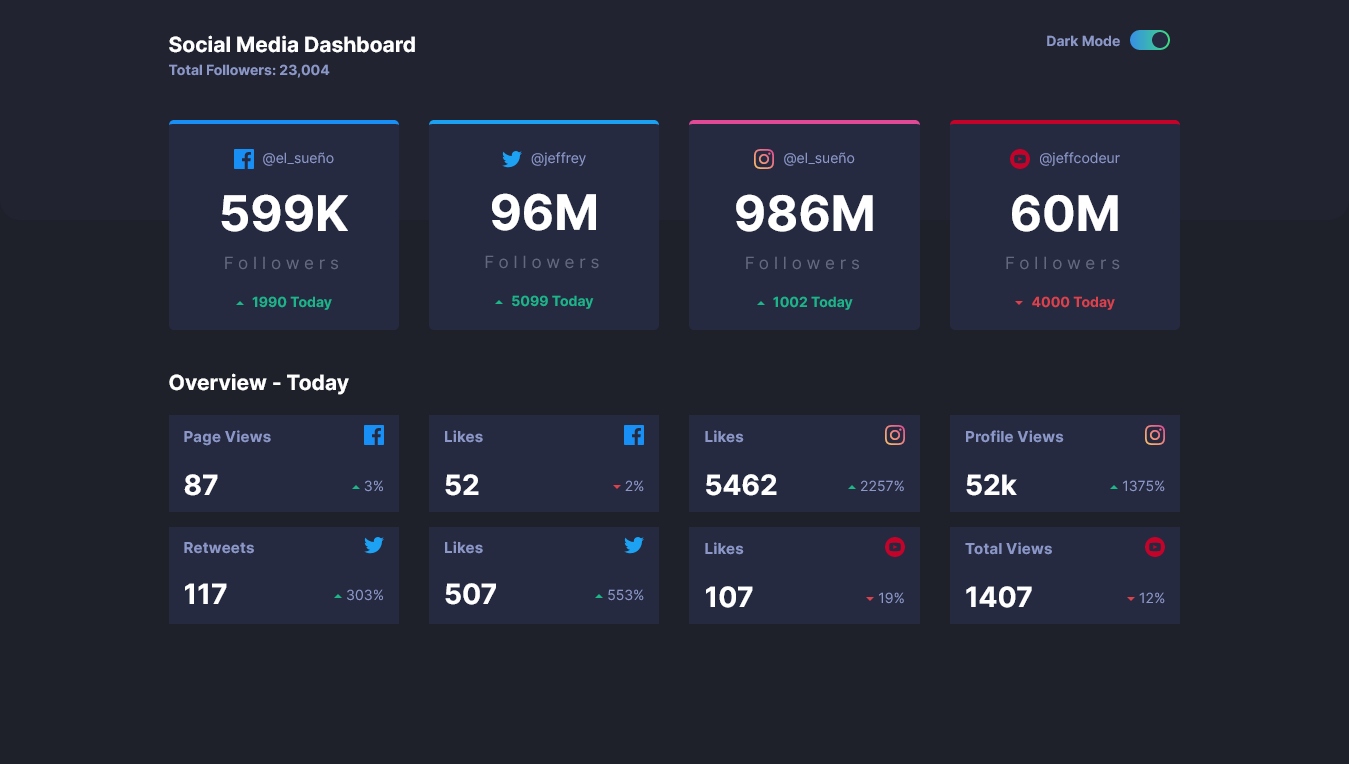 Social Media Dashboard
Total Followers: 23,004
Dark Mode
@el_sueño
599K
Followers
1990 Today
@jeffrey
96M
Followers
5099 Today
@el_sueño
986M
Followers
1002 Today
@jeffcodeur
60M
Followers
4000 Today
Overview - Today
Page Views
87
3%
Likes
52
2%
Likes
5462
2257%
Profile Views
52k
1375%
Retweets
117
303%
Likes
507
553%
Likes
107
19%
Total Views
1407
12%